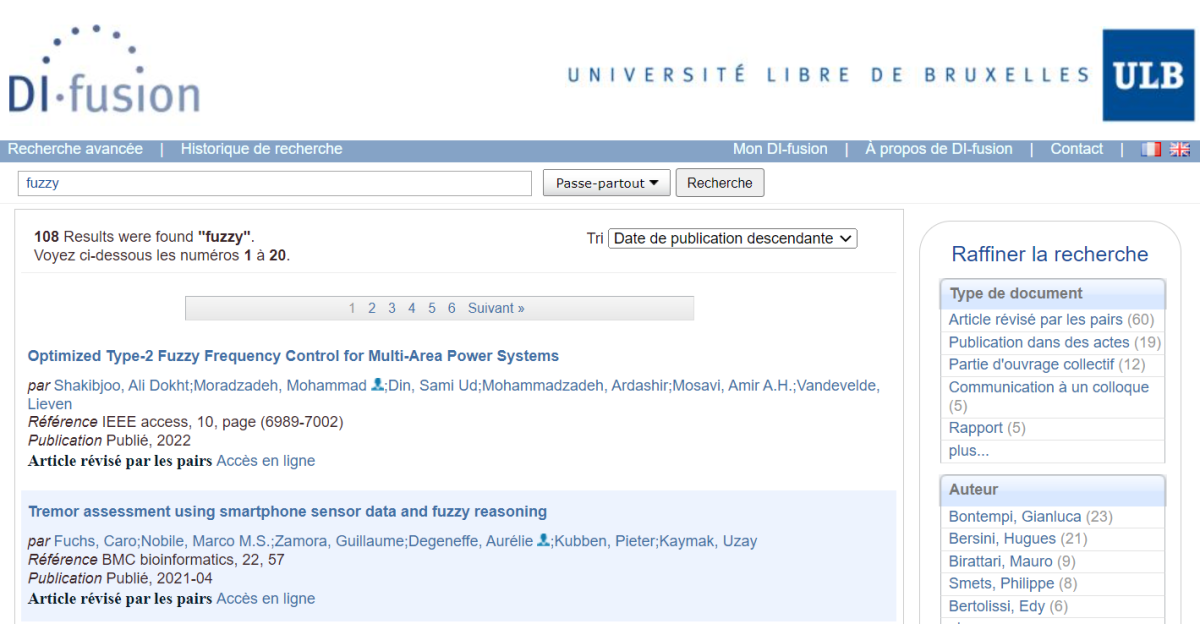 DI-fusion
UNIVERSITÉ LIBRE DE BRUXELLES
ULB
Recherche avancée | Historique de recherche
Mon DI-fusion | À propos de DI-fusion | Contact |
fuzzy
Passe-partout
Recherche
108 Results were found "fuzzy".
Voyez ci-dessous les numéros 1 à 20.
Tri Date de publication descendante
1 2 3 4 5 6 Suivant »
Optimized Type-2 Fuzzy Frequency Control for Multi-Area Power Systems
par Shakibjoo, Ali Dokht;Moradzadeh, Mohammad ;Din, Sami Ud;Mohammadzadeh, Ardashir;Mosavi, Amir A.H.;Vandevelde,
Lieven
Référence IEEE access, 10, page (6989-7002)
Publication Publié, 2022
Article révisé par les pairs Accès en ligne
Tremor assessment using smartphone sensor data and fuzzy reasoning
par Fuchs, Caro;Nobile, Marco M.S.;Zamora, Guillaume;Degeneffe, Aurélie ;Kubben, Pieter;Kaymak, Uzay
Référence BMC bioinformatics, 22, 57
Publication Publié, 2021-04
Article révisé par les pairs Accès en ligne
Raffiner la recherche
Type de document
Article révisé par les pairs (60)
Publication dans des actes (19)
Partie d'ouvrage collectif (12)
Communication à un colloque
(5)
Rapport (5)
plus...
Auteur
Bontempi, Gianluca (23)
Bersini, Hugues (21)
Birattari, Mauro (9)
Smets, Philippe (8)
Bertolissi, Edy (6)